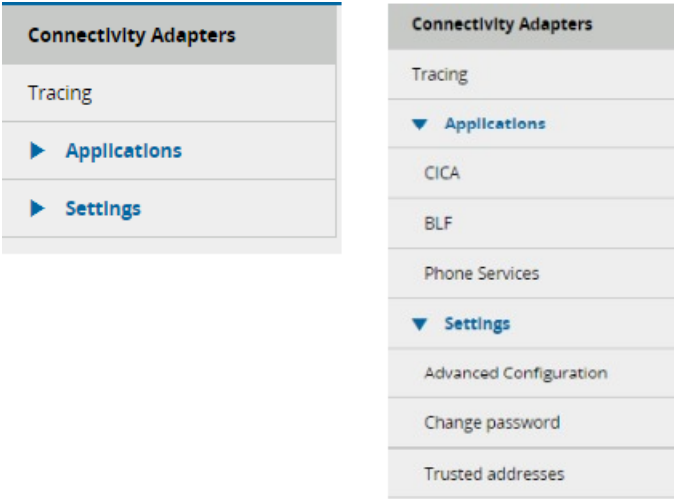 Connectivity Adapters
Tracing
Applications
Settings
Connectivity Adapters
Tracing
Applications
CICA
BLF
Phone Services
Settings
Advanced Configuration
Change password
Trusted addresses